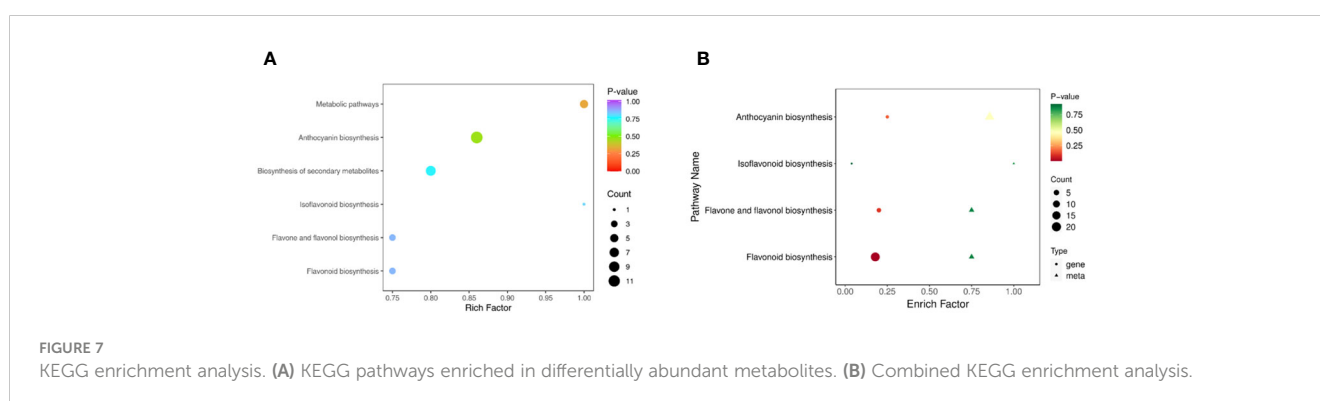 A
Metabolic pathways
Anthocyanin biosynthesis
Biosynthesis of secondary metabolites
Isoflavonoid biosynthesis
Flavone and flavonol biosynthesis
Flavonoid biosynthesis
0.75 0.80 0.85 0.90 0.95 1.00
Rich Factor
P-value
1.00
0.75
0.50
0.25
0.00
Count
1
3
5
7
9
11
B
Pathway Name
Anthocyanin biosynthesis
Isoflavonoid biosynthesis
Flavone and flavonol biosynthesis
Flavonoid biosynthesis
0.00 0.25 0.50 0.75 1.00
Enrich Factor
P−value
0.75
0.50
0.25
Count
5
10
15
20
Type
gene
meta
FIGURE 7
KEGG enrichment analysis. (A) KEGG pathways enriched in differentially abundant metabolites. (B) Combined KEGG enrichment analysis.